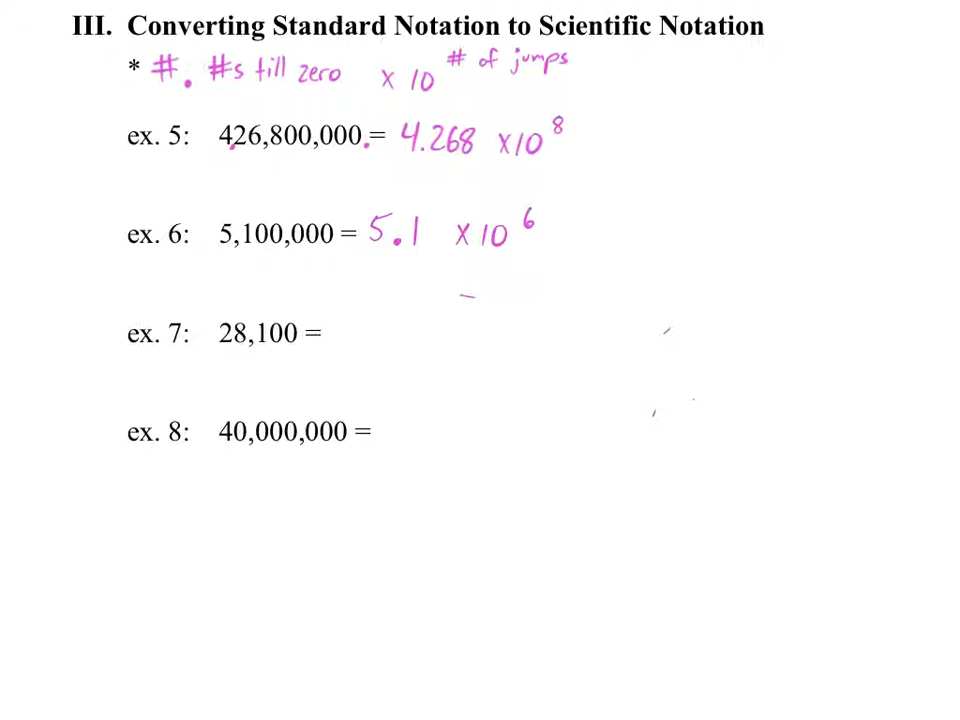 III. Converting Standard Notation to Scientific Notation
* #. #s till zero x 10 # of jumps
ex. 5: 426,800,000. = 4.268 x 10 8
ex. 6: 5,100,000 = 5.1 x 10 6
ex. 7: 28,100 =
ex. 8: 40,000,000 =